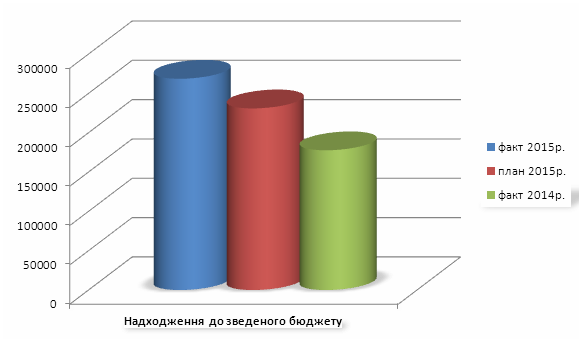 300000
250000
200000
150000
100000
50000
0
Надходження до зведеного бюджету
факт 2015р.
план 2015р.
факт 2014р.